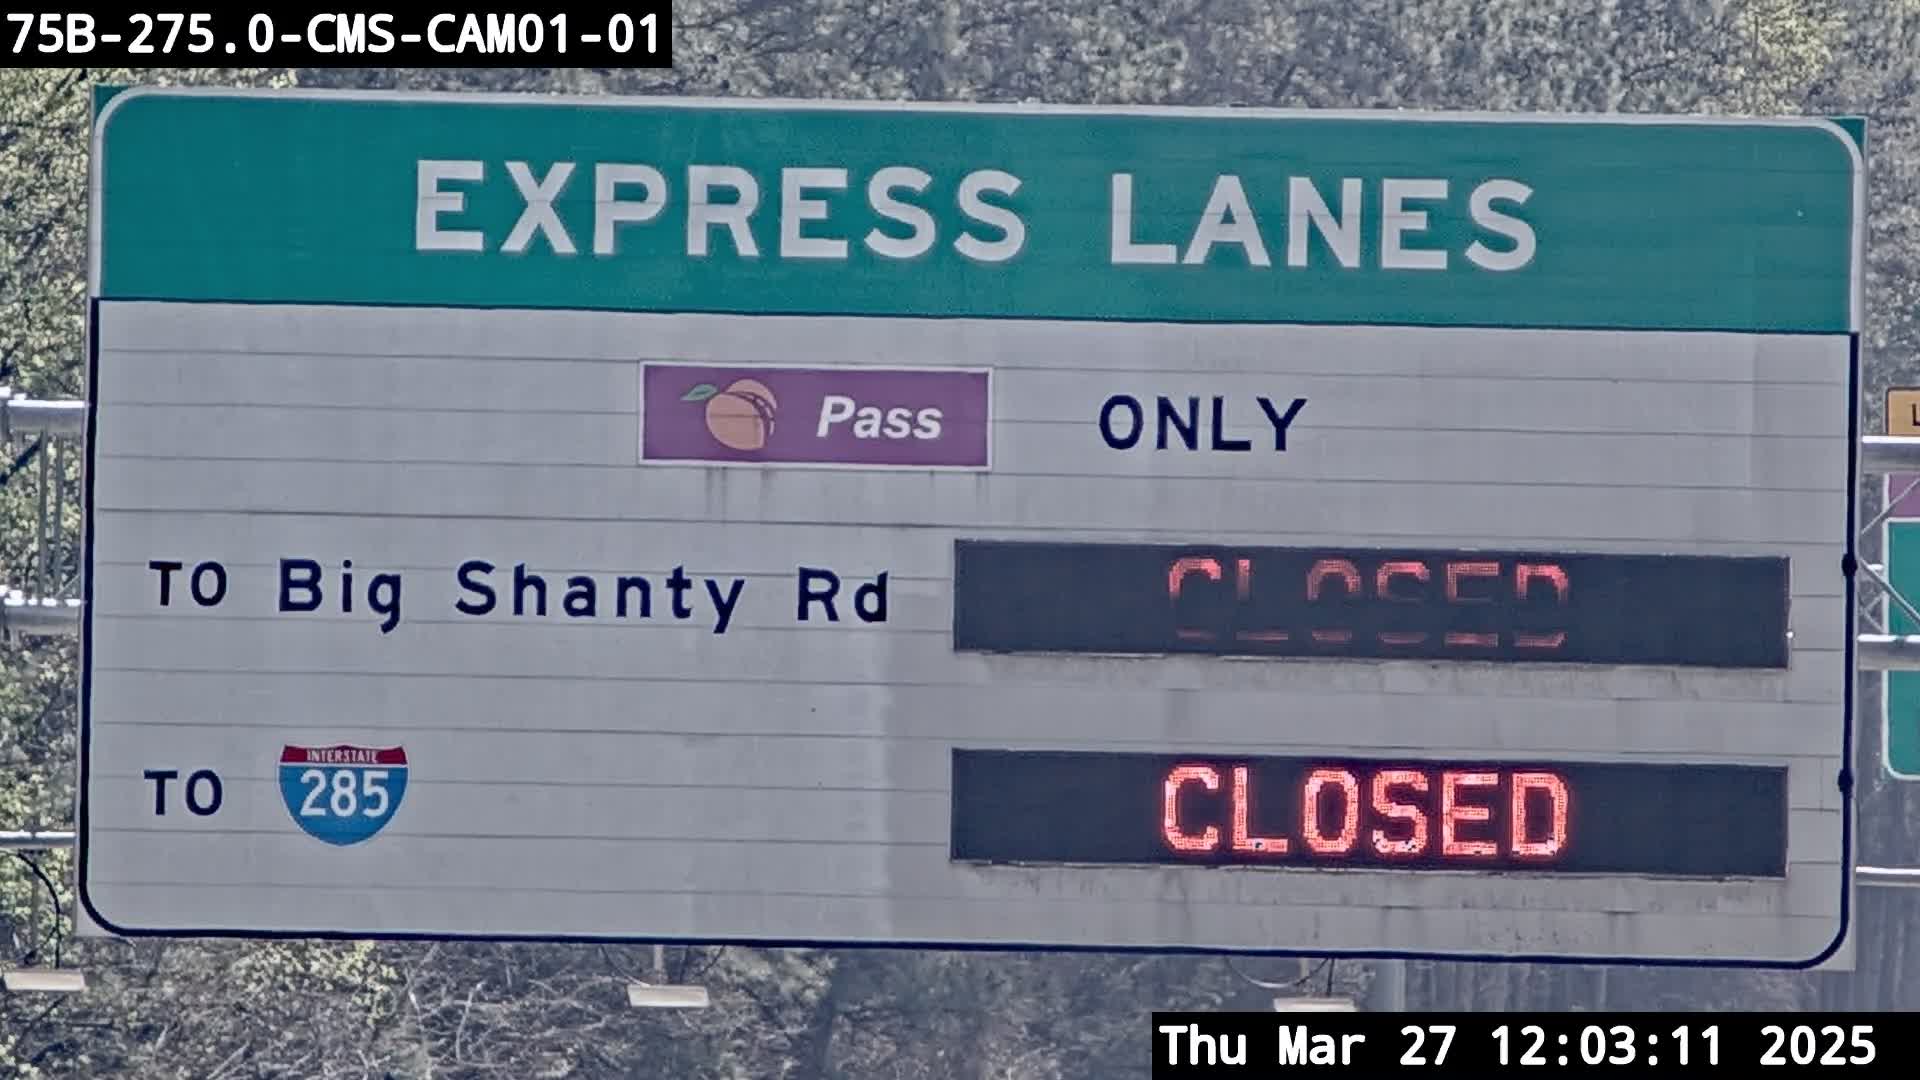 75B-275.0-CMS-CAM01-01
EXPRESS LANES
Pass ONLY
TO Big Shanty Rd CLOSED
TO INTERSTATE 285 CLOSED
Thu Mar 27 12:03:11 2025